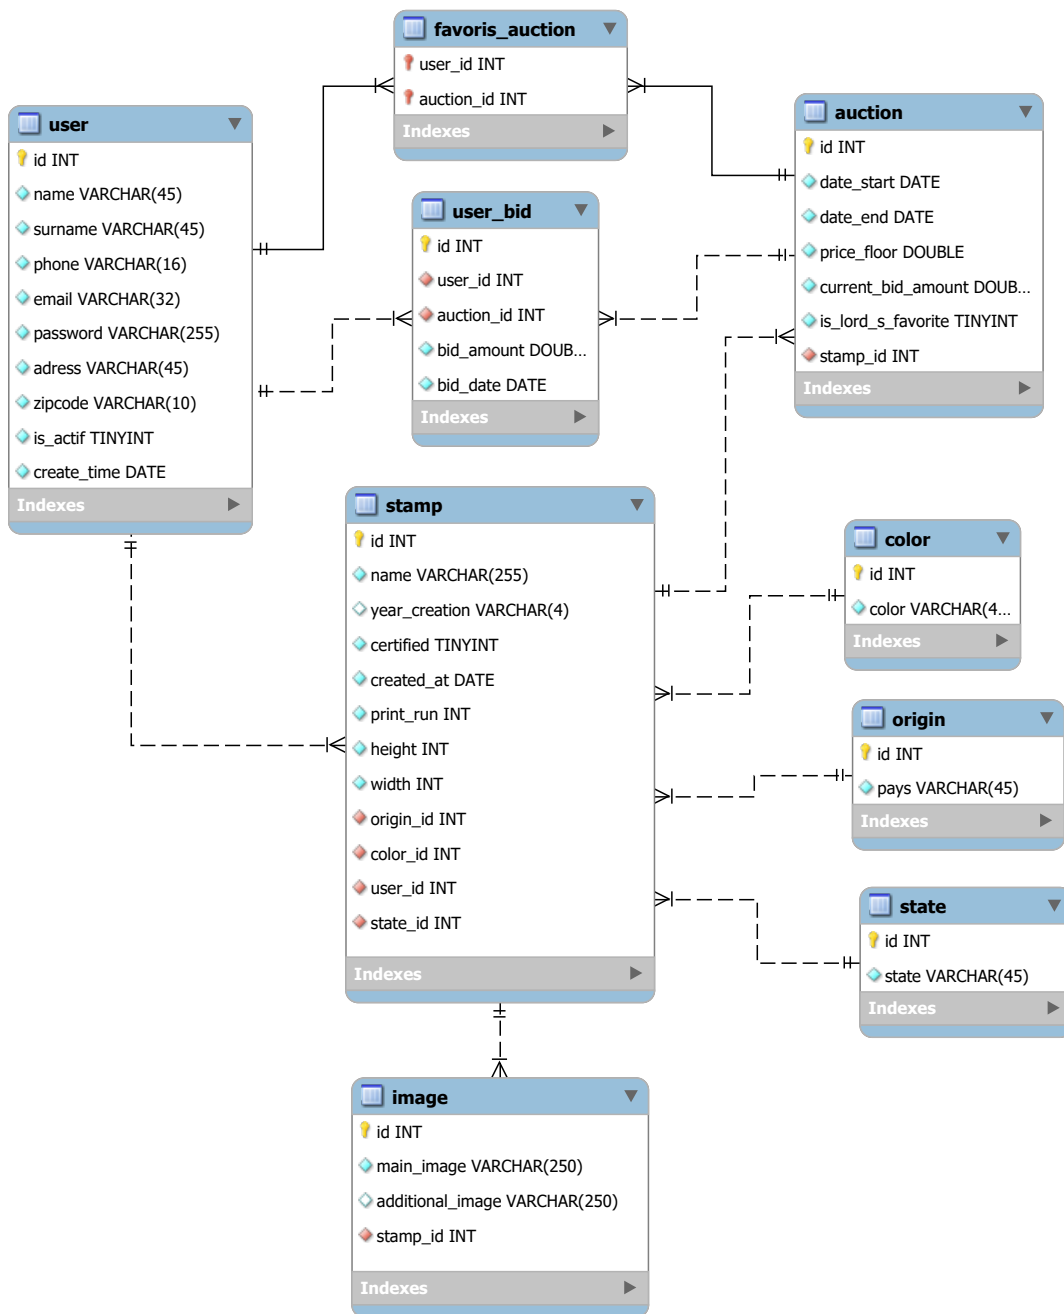 favoris_auction
user_id INT
auction_id INT
Indexes
user
id INT
name VARCHAR(45)
surname VARCHAR(45)
phone VARCHAR(16)
email VARCHAR(32)
password VARCHAR(255)
adress VARCHAR(45)
zipcode VARCHAR(10)
is_actif TINYINT
create_time DATE
Indexes
user_bid
id INT
user_id INT
auction_id INT
bid_amount DOUB...
bid_date DATE
Indexes
auction
id INT
date_start DATE
date_end DATE
price_floor DOUBLE
current_bid_amount DOUB...
is_lord_s_favorite TINYINT
stamp_id INT
Indexes
stamp
id INT
name VARCHAR(255)
year_creation VARCHAR(4)
certified TINYINT
created_at DATE
print_run INT
height INT
width INT
origin_id INT
color_id INT
user_id INT
state_id INT
Indexes
color
id INT
color VARCHAR(4...
Indexes
origin
id INT
pays VARCHAR(45)
Indexes
state
id INT
state VARCHAR(45)
Indexes
image
id INT
main_image VARCHAR(250)
additional_image VARCHAR(250)
stamp_id INT
Indexes